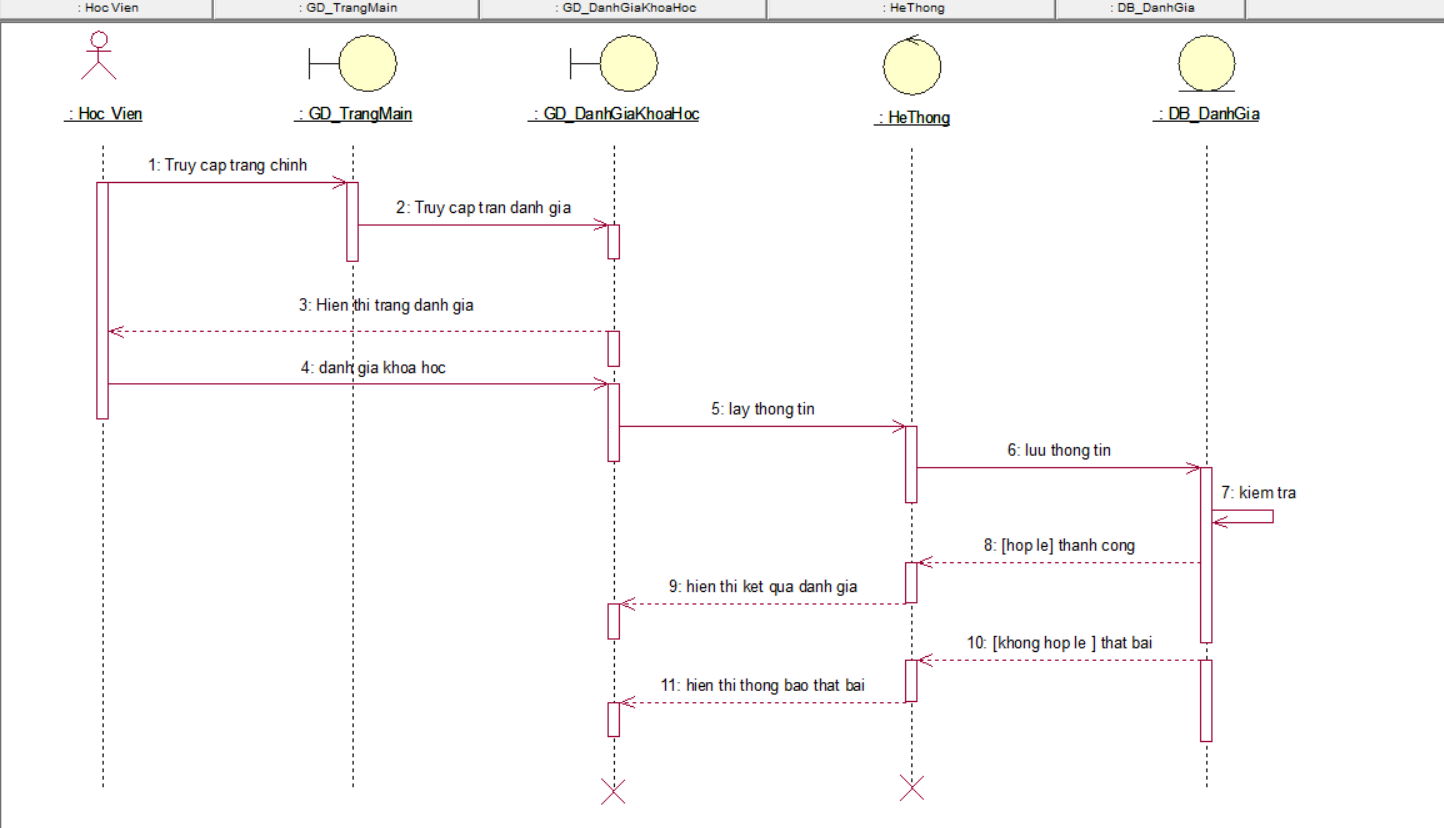 : Hoc Vien
: GD_TrangMain
: GD_DanhGiaKhoaHoc
: HeThong
: DB_DanhGia
: Hoc Vien
: GD_TrangMain
: GD_DanhGiaKhoaHoc
: HeThong
: DB_DanhGia
1: Truy cap trang chinh
2: Truy cap tran danh gia
3: Hien thi trang danh gia
4: danh gia khoa hoc
5: lay thong tin
6: luu thong tin
7: kiem tra
8: [hop le] thanh cong
9: hien thi ket qua danh gia
10: [khong hop le ] that bai
11: hien thi thong bao that bai